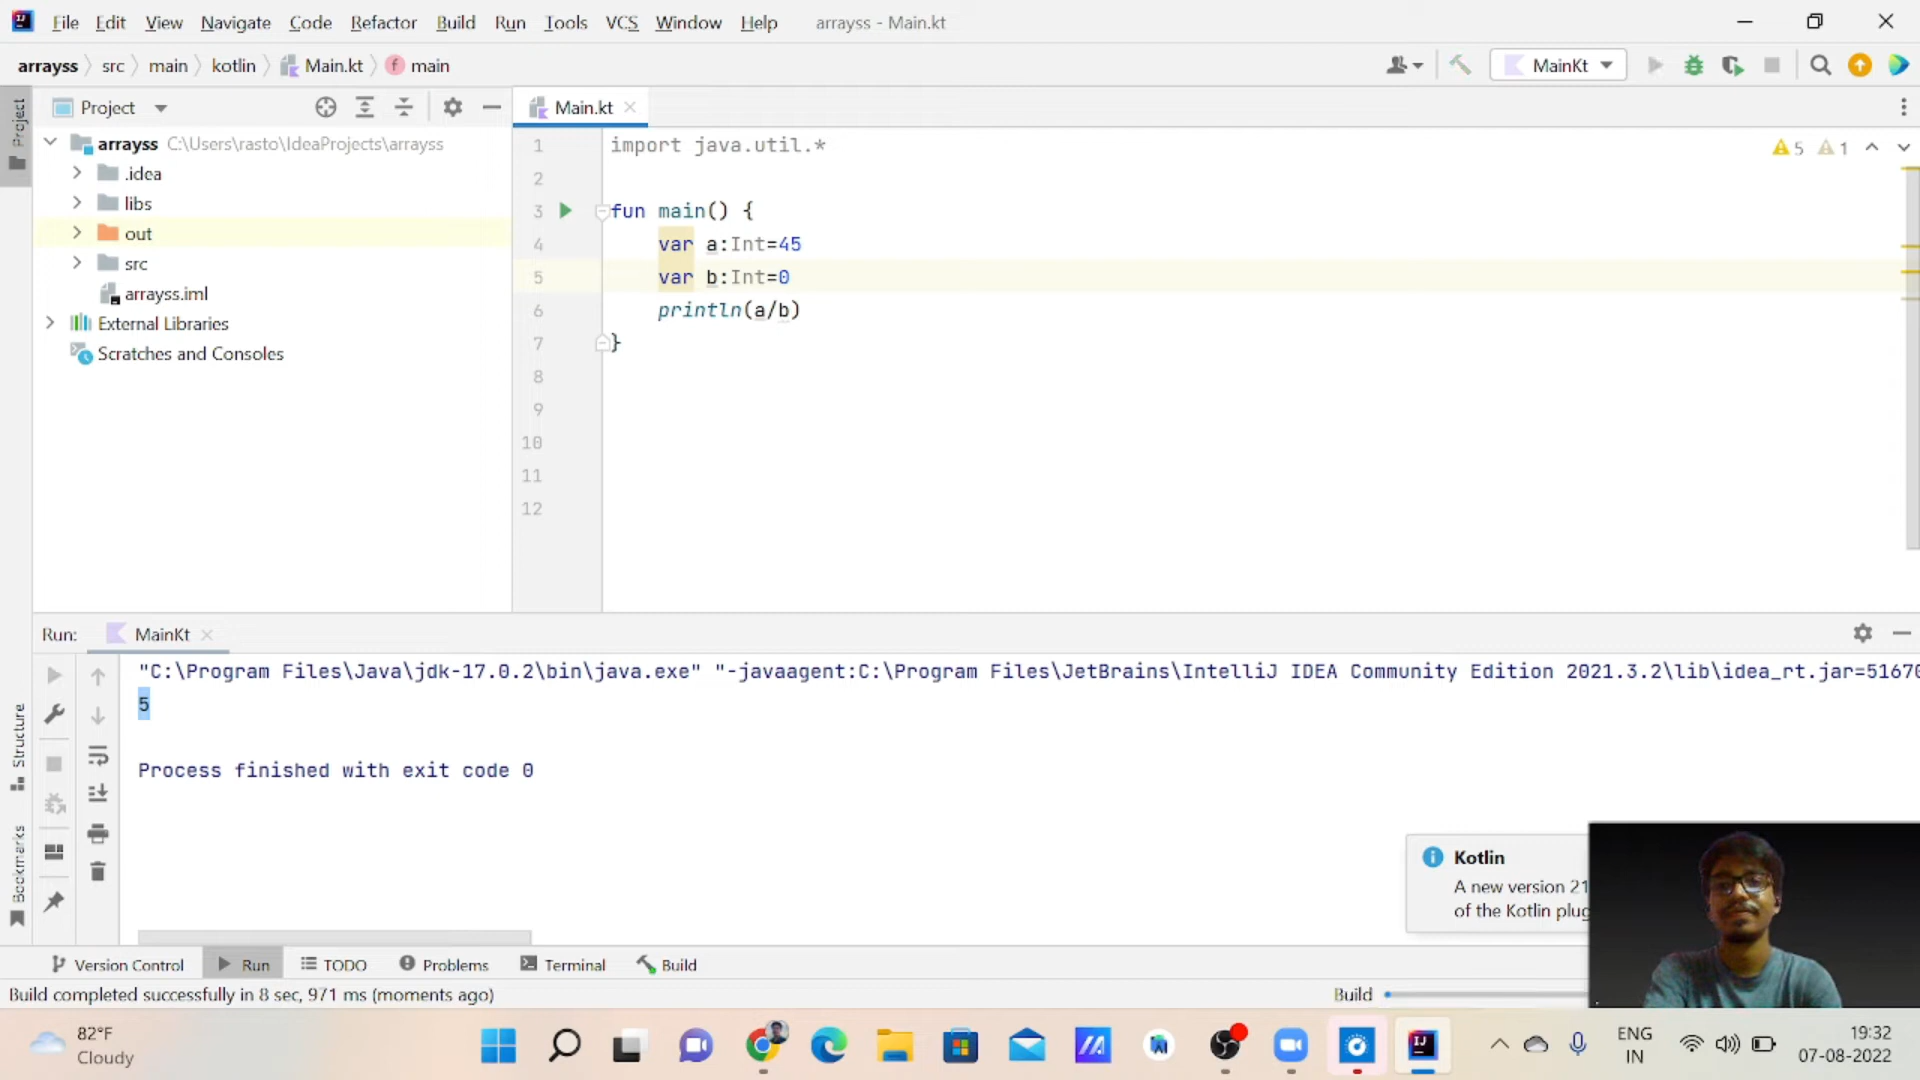 File Edit View Navigate Code Refactor Build Run Tools VCS Window Help arrayss - Main.kt
arrayss src main kotlin Main.kt main
MainKt
Project
Project
Main.kt
arrayss C:\Users\rasto\IdeaProjects\arrayss
.idea
libs
out
src
arrayss.iml
External Libraries
Scratches and Consoles
1 import java.util.*
2
3 fun main() {
4 var a:Int=45
5 var b:Int=0
6 println(a/b)
7 }
8
9
10
11
12
5 1
Run: MainKt
"C:\Program Files\Java\jdk-17.0.2\bin\java.exe" "-javaagent:C:\Program Files\JetBrains\IntelliJ IDEA Community Edition 2021.3.2\lib\idea_rt.jar=51670
5
Process finished with exit code 0
Structure
Bookmarks
Kotlin
A new version 21
of the Kotlin plug
Version Control Run TODO Problems Terminal Build
Build completed successfully in 8 sec, 971 ms (moments ago)
Build
82°F
Cloudy
ENG
IN
19:32
07-08-2022